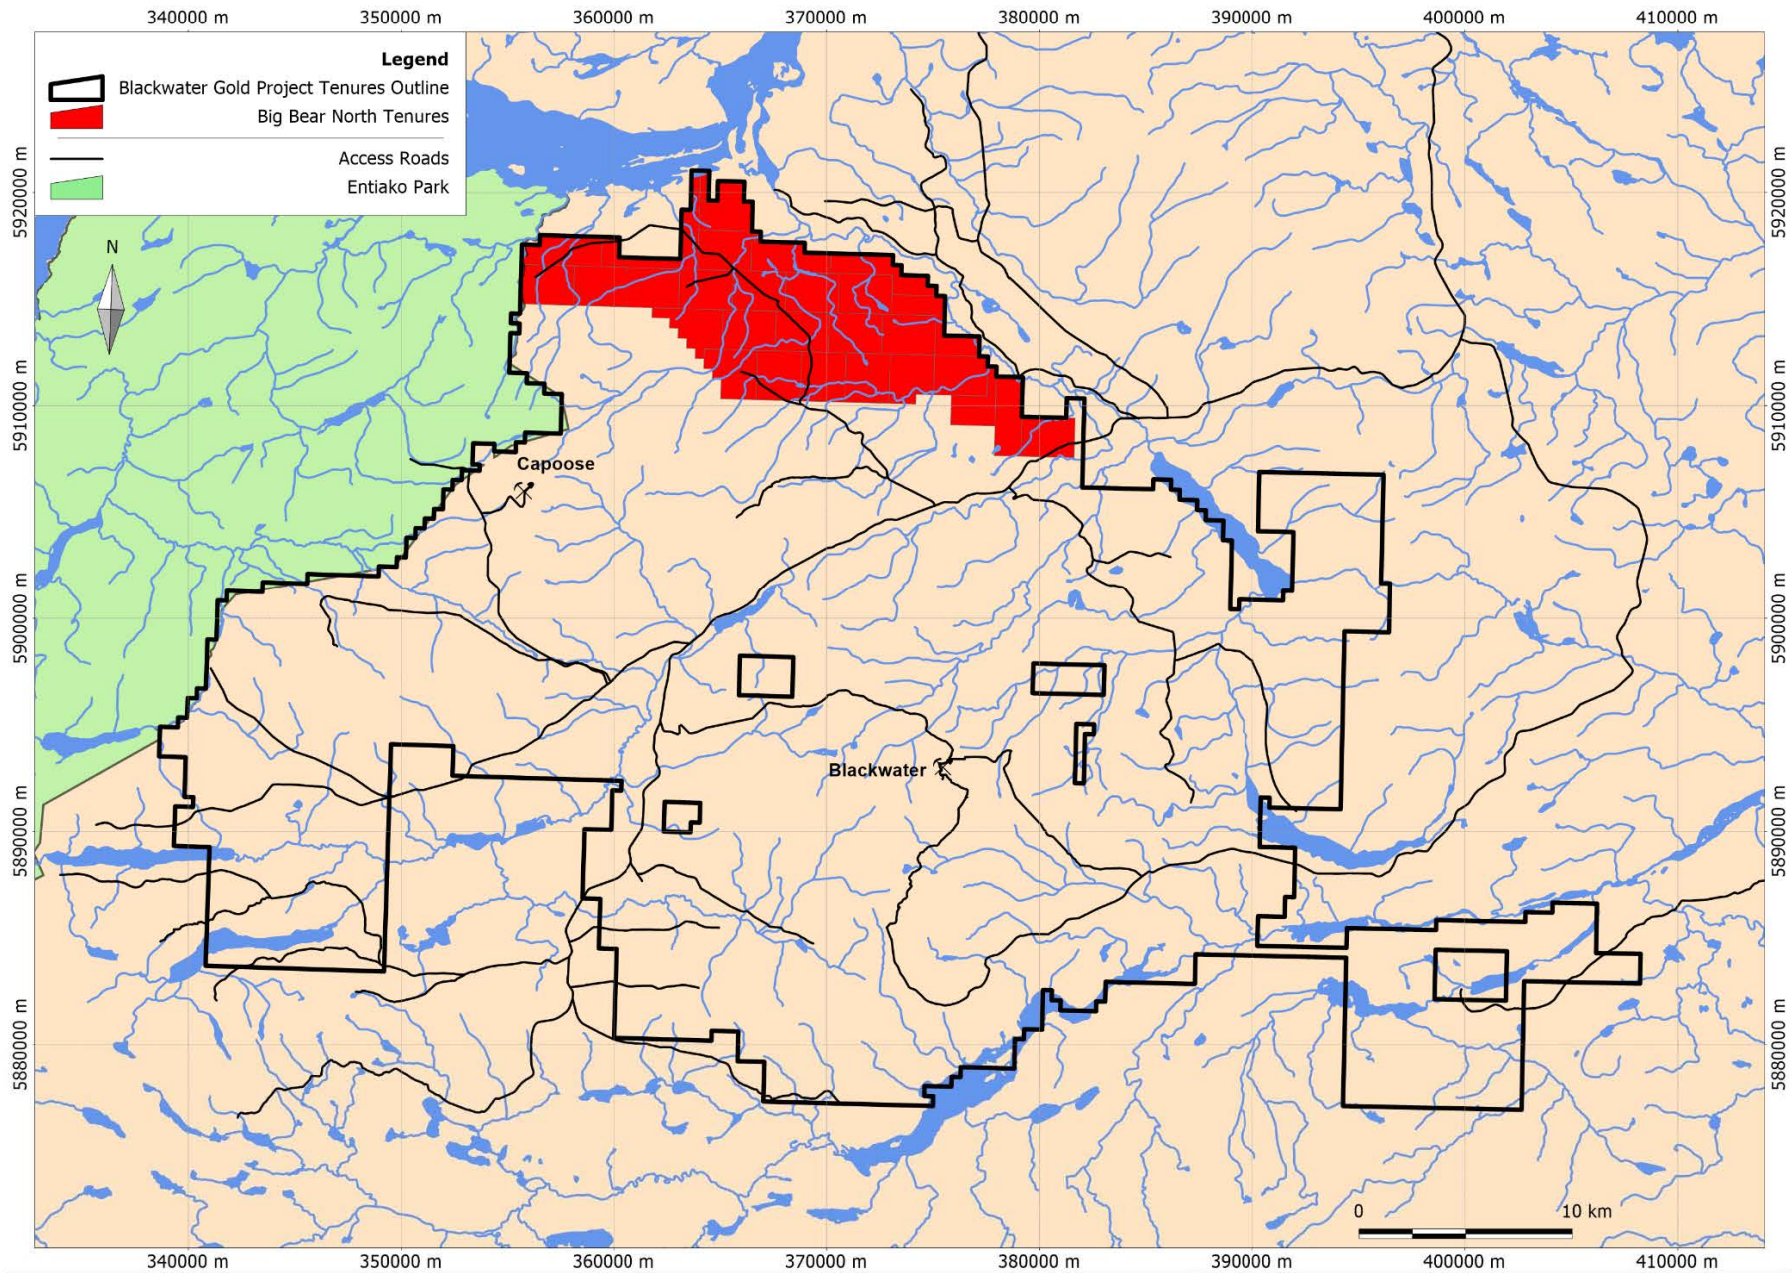 340000 m 350000 m 360000 m 370000 m 380000 m 390000 m 400000 m 410000 m
Legend
Blackwater Gold Project Tenures Outline
Big Bear North Tenures
Access Roads
Entiako Park
N
5920000 m
5920000 m
5910000 m
5910000 m
Capoose
5900000 m
5900000 m
Blackwater
5890000 m
5890000 m
5880000 m
5880000 m
0 10 km
340000 m 350000 m 360000 m 370000 m 380000 m 390000 m 400000 m 410000 m